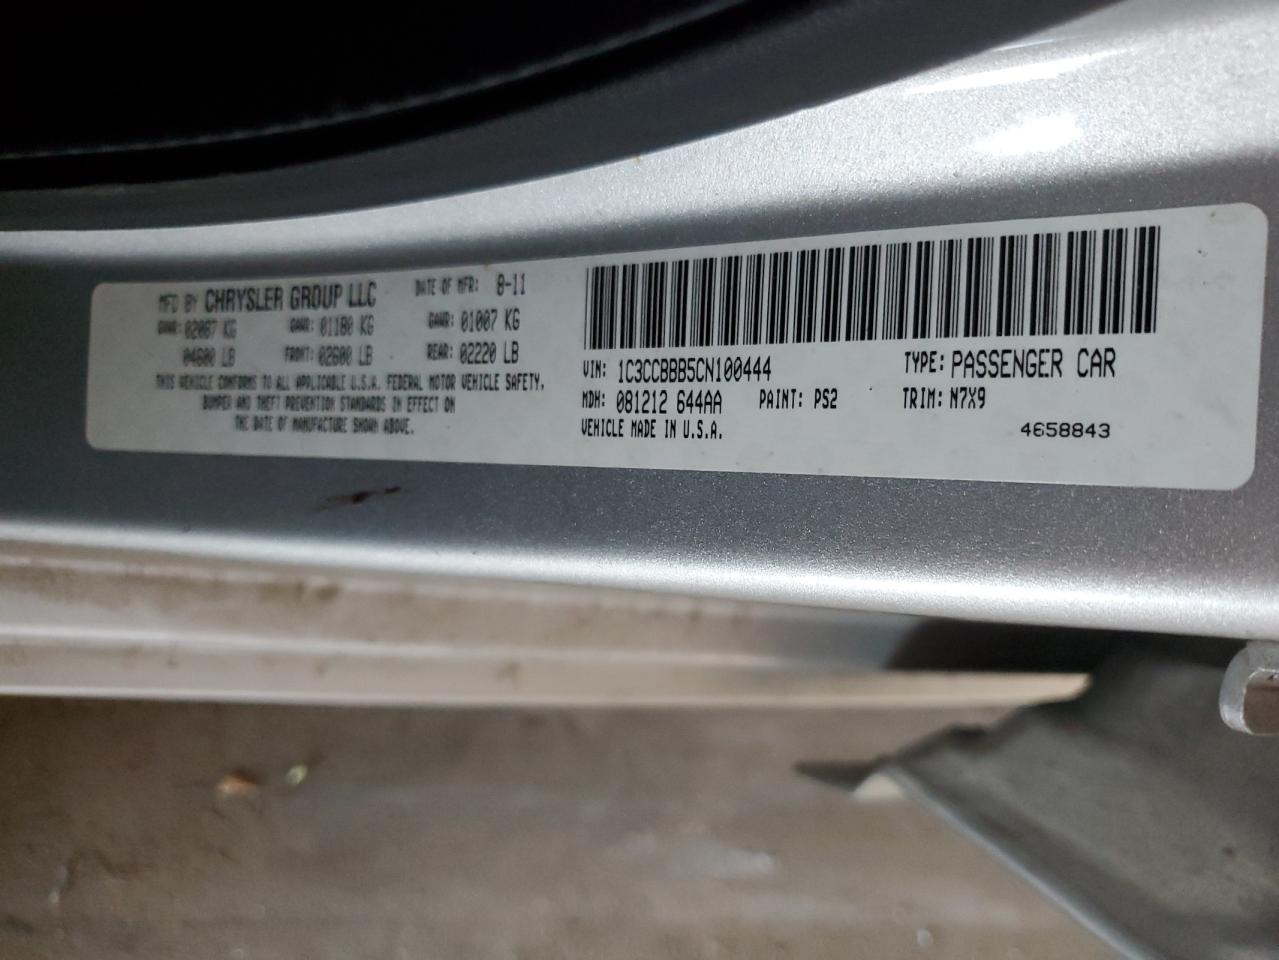 MFD BY CHRYSLER GROUP LLC DATE OF MFR: 8-11
GVWR: 02087 KG GAWR: 01180 KG GAWR: 01007 KG
04600 LB FRONT: 02600 LB REAR: 02220 LB
THIS VEHICLE CONFORMS TO ALL APPLICABLE U.S.A. FEDERAL MOTOR VEHICLE SAFETY,
BUMPER AND THEFT PREVENTION STANDARDS IN EFFECT ON
THE DATE OF MANUFACTURE SHOWN ABOVE.
VIN: 1C3CCBBB5CN100444 TYPE: PASSENGER CAR
MDH: 081212 644AA PAINT: PS2 TRIM: N7X9
VEHICLE MADE IN U.S.A. 4658843